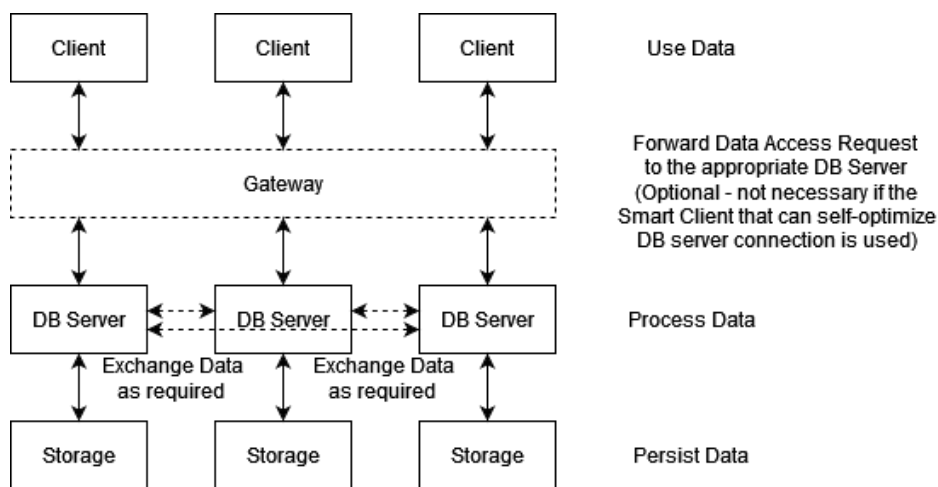 Client
Client
Client
Use Data
Forward Data Access Request
to the appropriate DB Server
(Optional - not necessary if the
Smart Client that can self-optimize
DB server connection is used)
Gateway
DB Server
DB Server
DB Server
Process Data
Exchange Data
as required
Exchange Data
as required
Storage
Storage
Storage
Persist Data